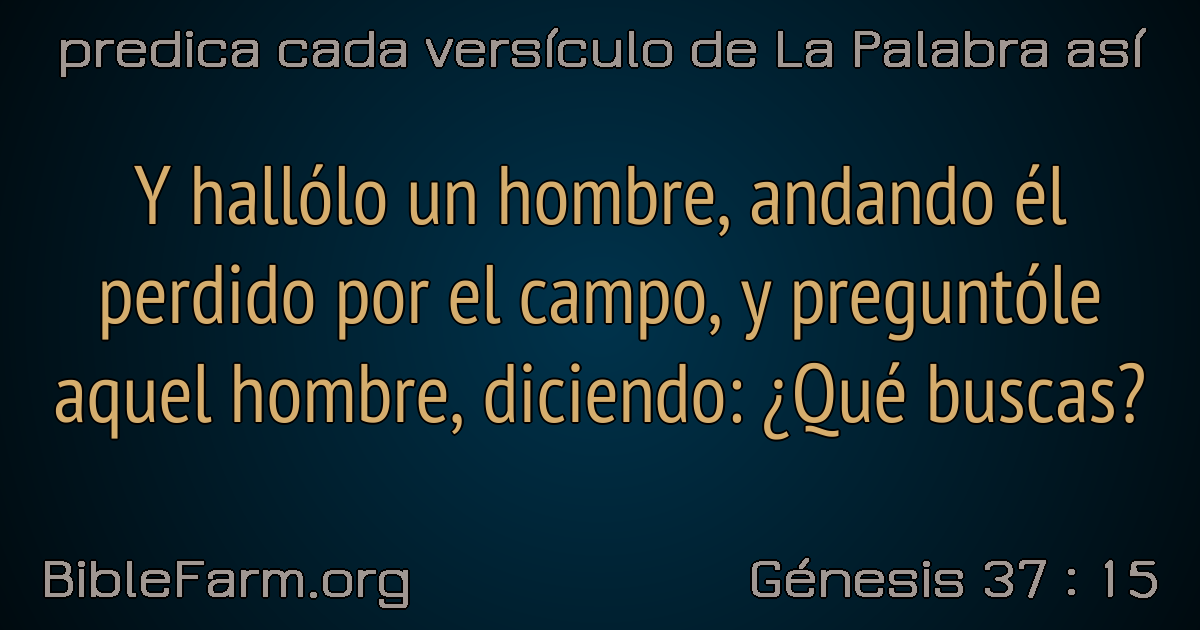 predica cada versículo de La Palabra así
Y hallólo un hombre, andando él
perdido por el campo, y preguntóle
aquel hombre, diciendo: ¿Qué buscas?
BibleFarm.org
Génesis 37 : 15